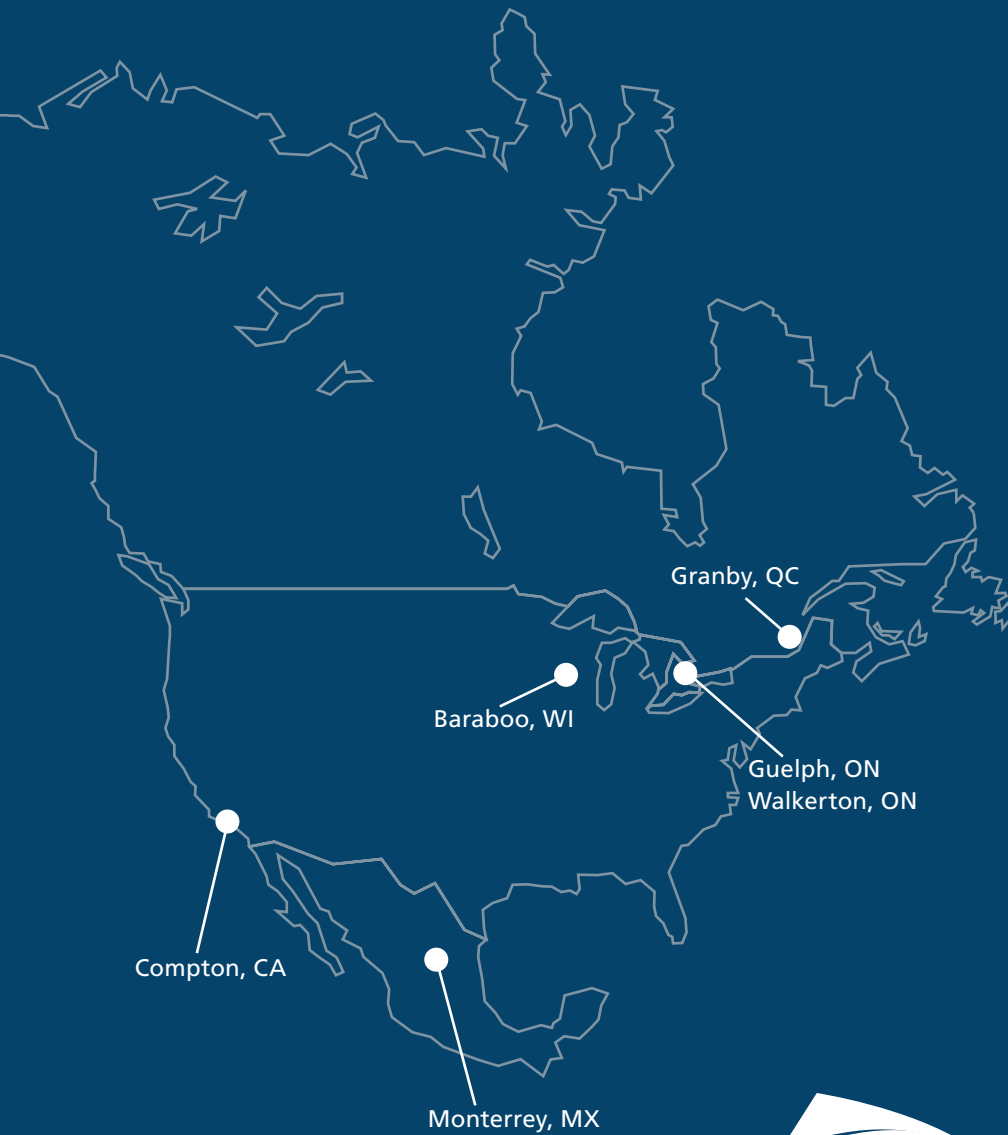 Granby, QC
Baraboo, WI
Guelph, ON
Walkerton, ON
Compton, CA
Monterrey, MX